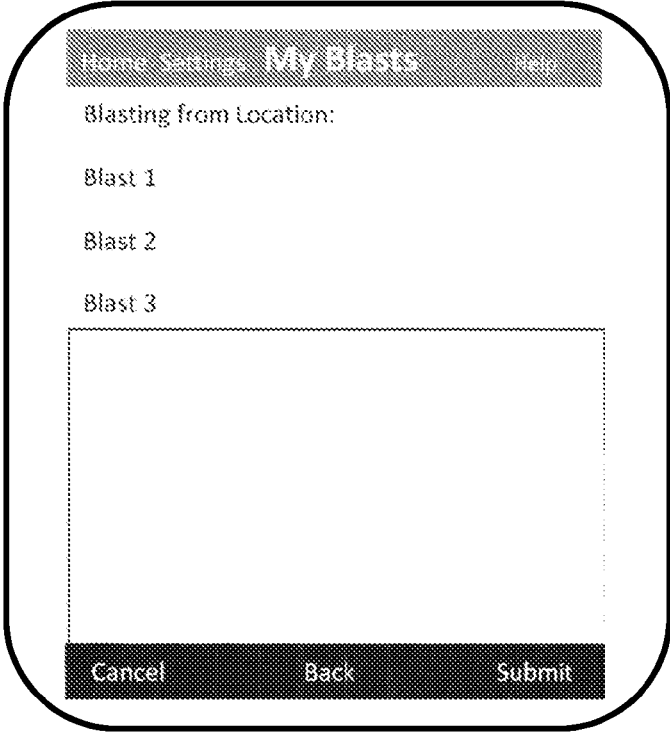 Home Settings My Blasts Help
Blasting from Location:
Blast 1
Blast 2
Blast 3
Cancel Back Submit